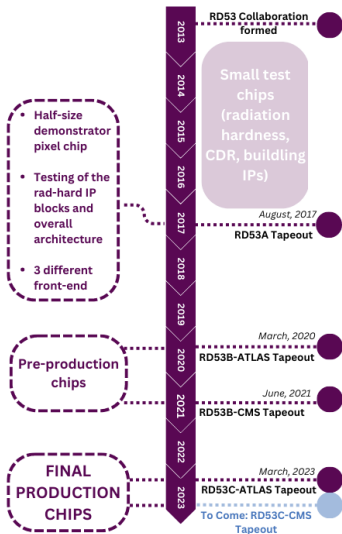 RD53 Collaboration
formed
2013
2014
Small test
chips
(radiation
hardness,
CDR, buildling
IPs)
2015
2016
• Half-size
demonstrator
pixel chip
• Testing of the
rad-hard IP
blocks and
overall
architecture
• 3 different
front-end
2017
August, 2017
RD53A Tapeout
2018
2019
March, 2020
RD53B-ATLAS Tapeout
2020
Pre-production
chips
June, 2021
RD53B-CMS Tapeout
2021
2022
March, 2023
RD53C-ATLAS Tapeout
FINAL
PRODUCTION
CHIPS
2023
To Come: RD53C-CMS
Tapeout